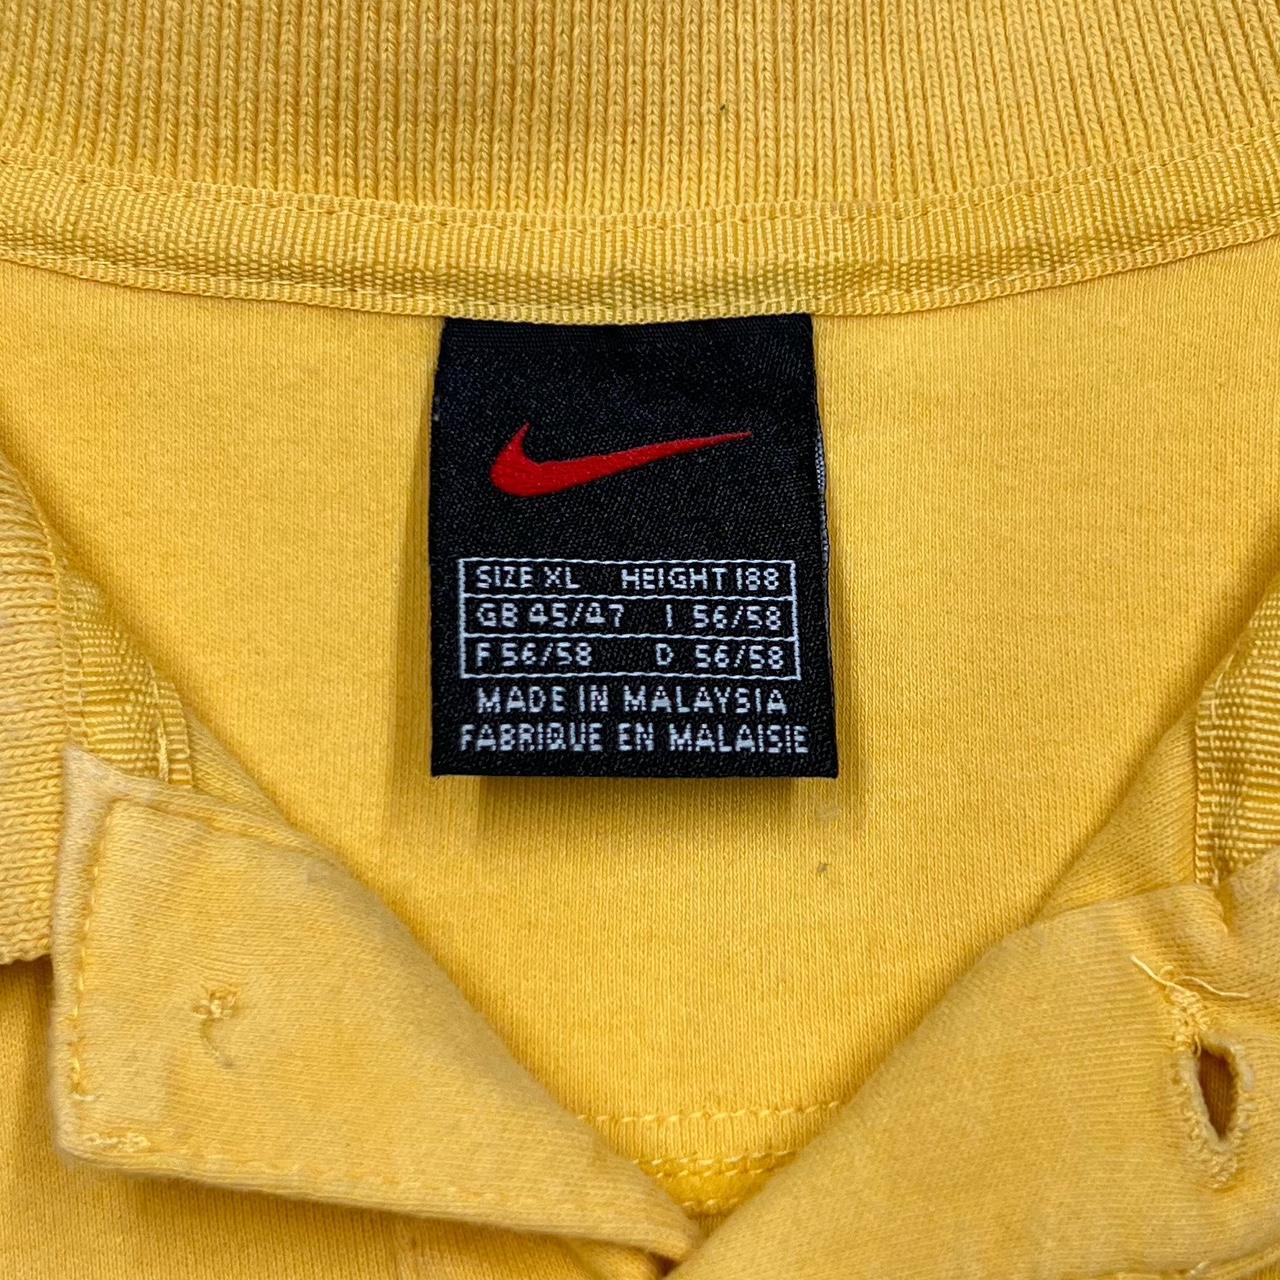 SIZE XL HEIGHT 188
GB 45/47 I 56/58
F 56/58 D 56/58
MADE IN MALAYSIA
FABRIQUE EN MALAISIE